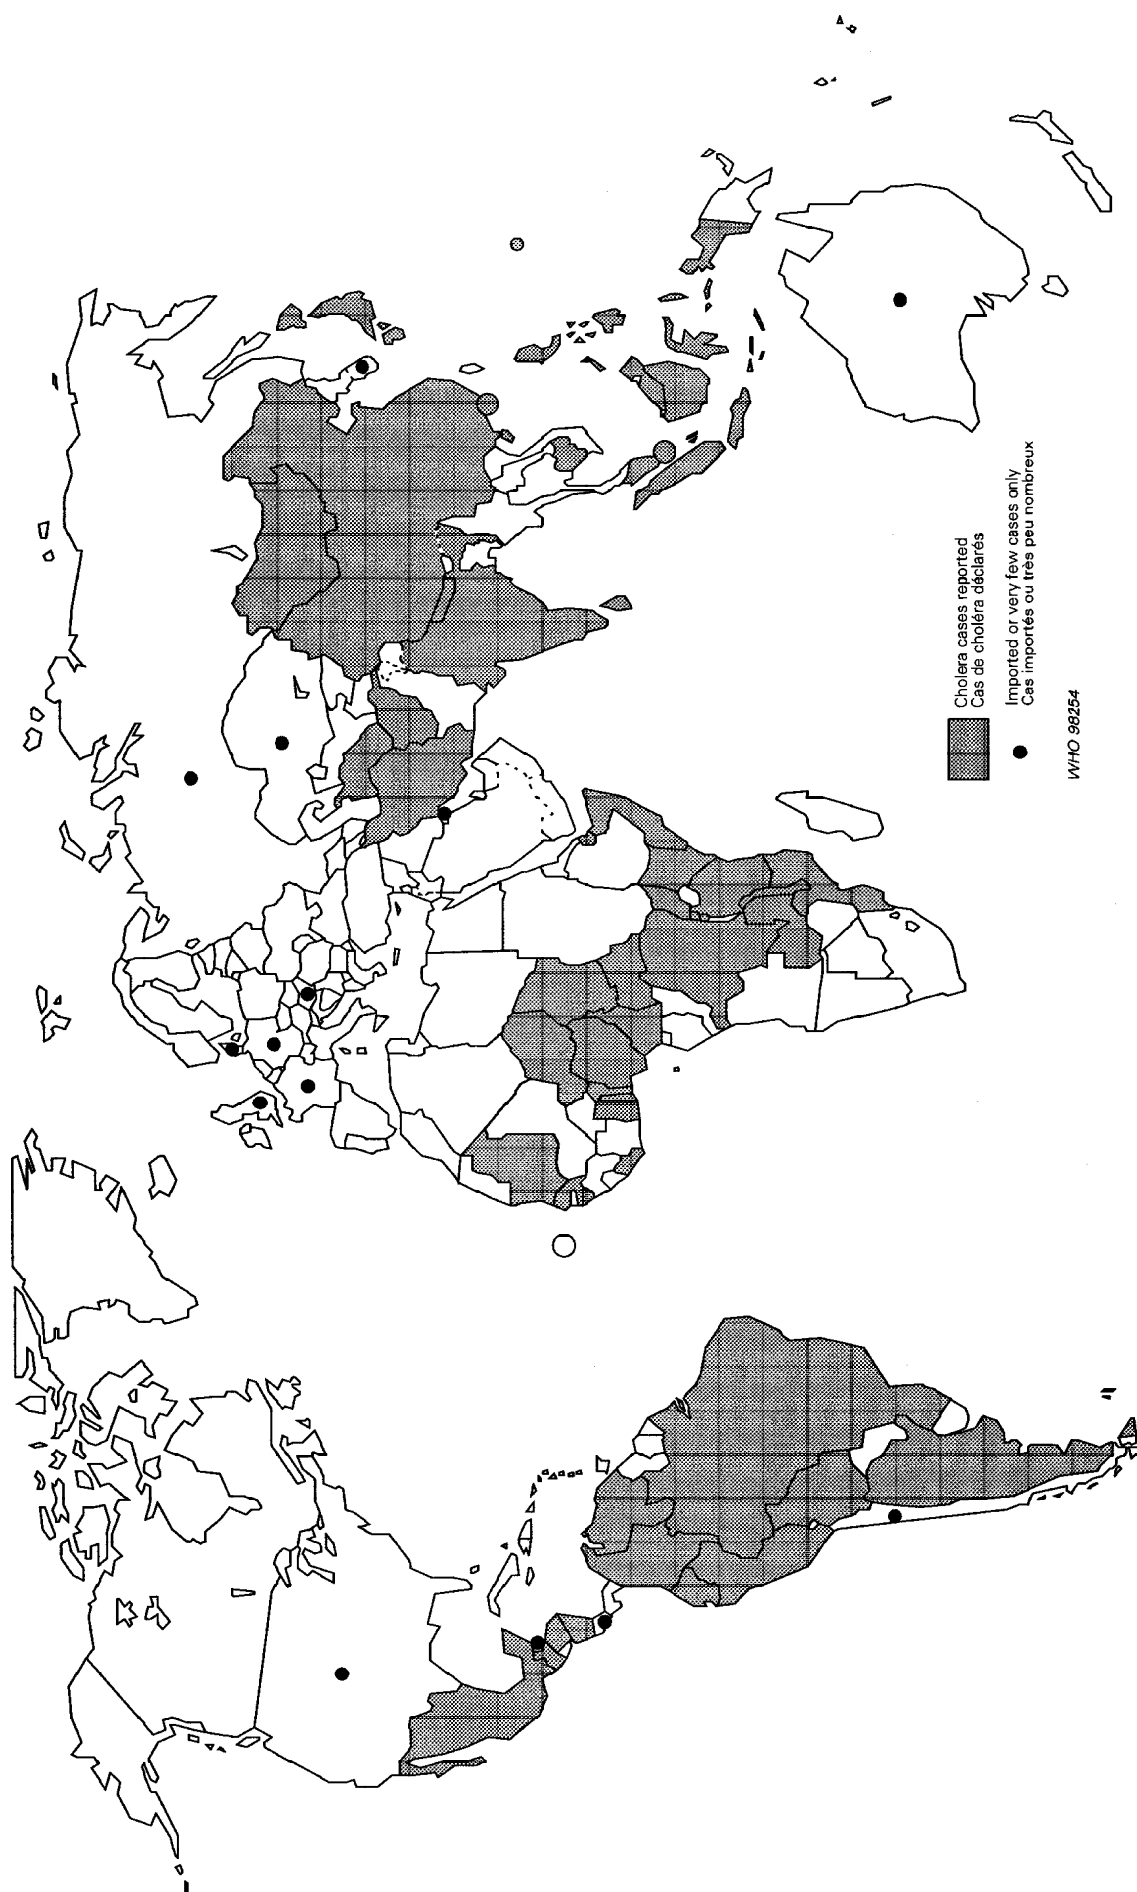 Cholera cases reported
Cas de choléra déclarés
Imported or very few cases only
Cas importés ou très peu nombreux
WHO 98254